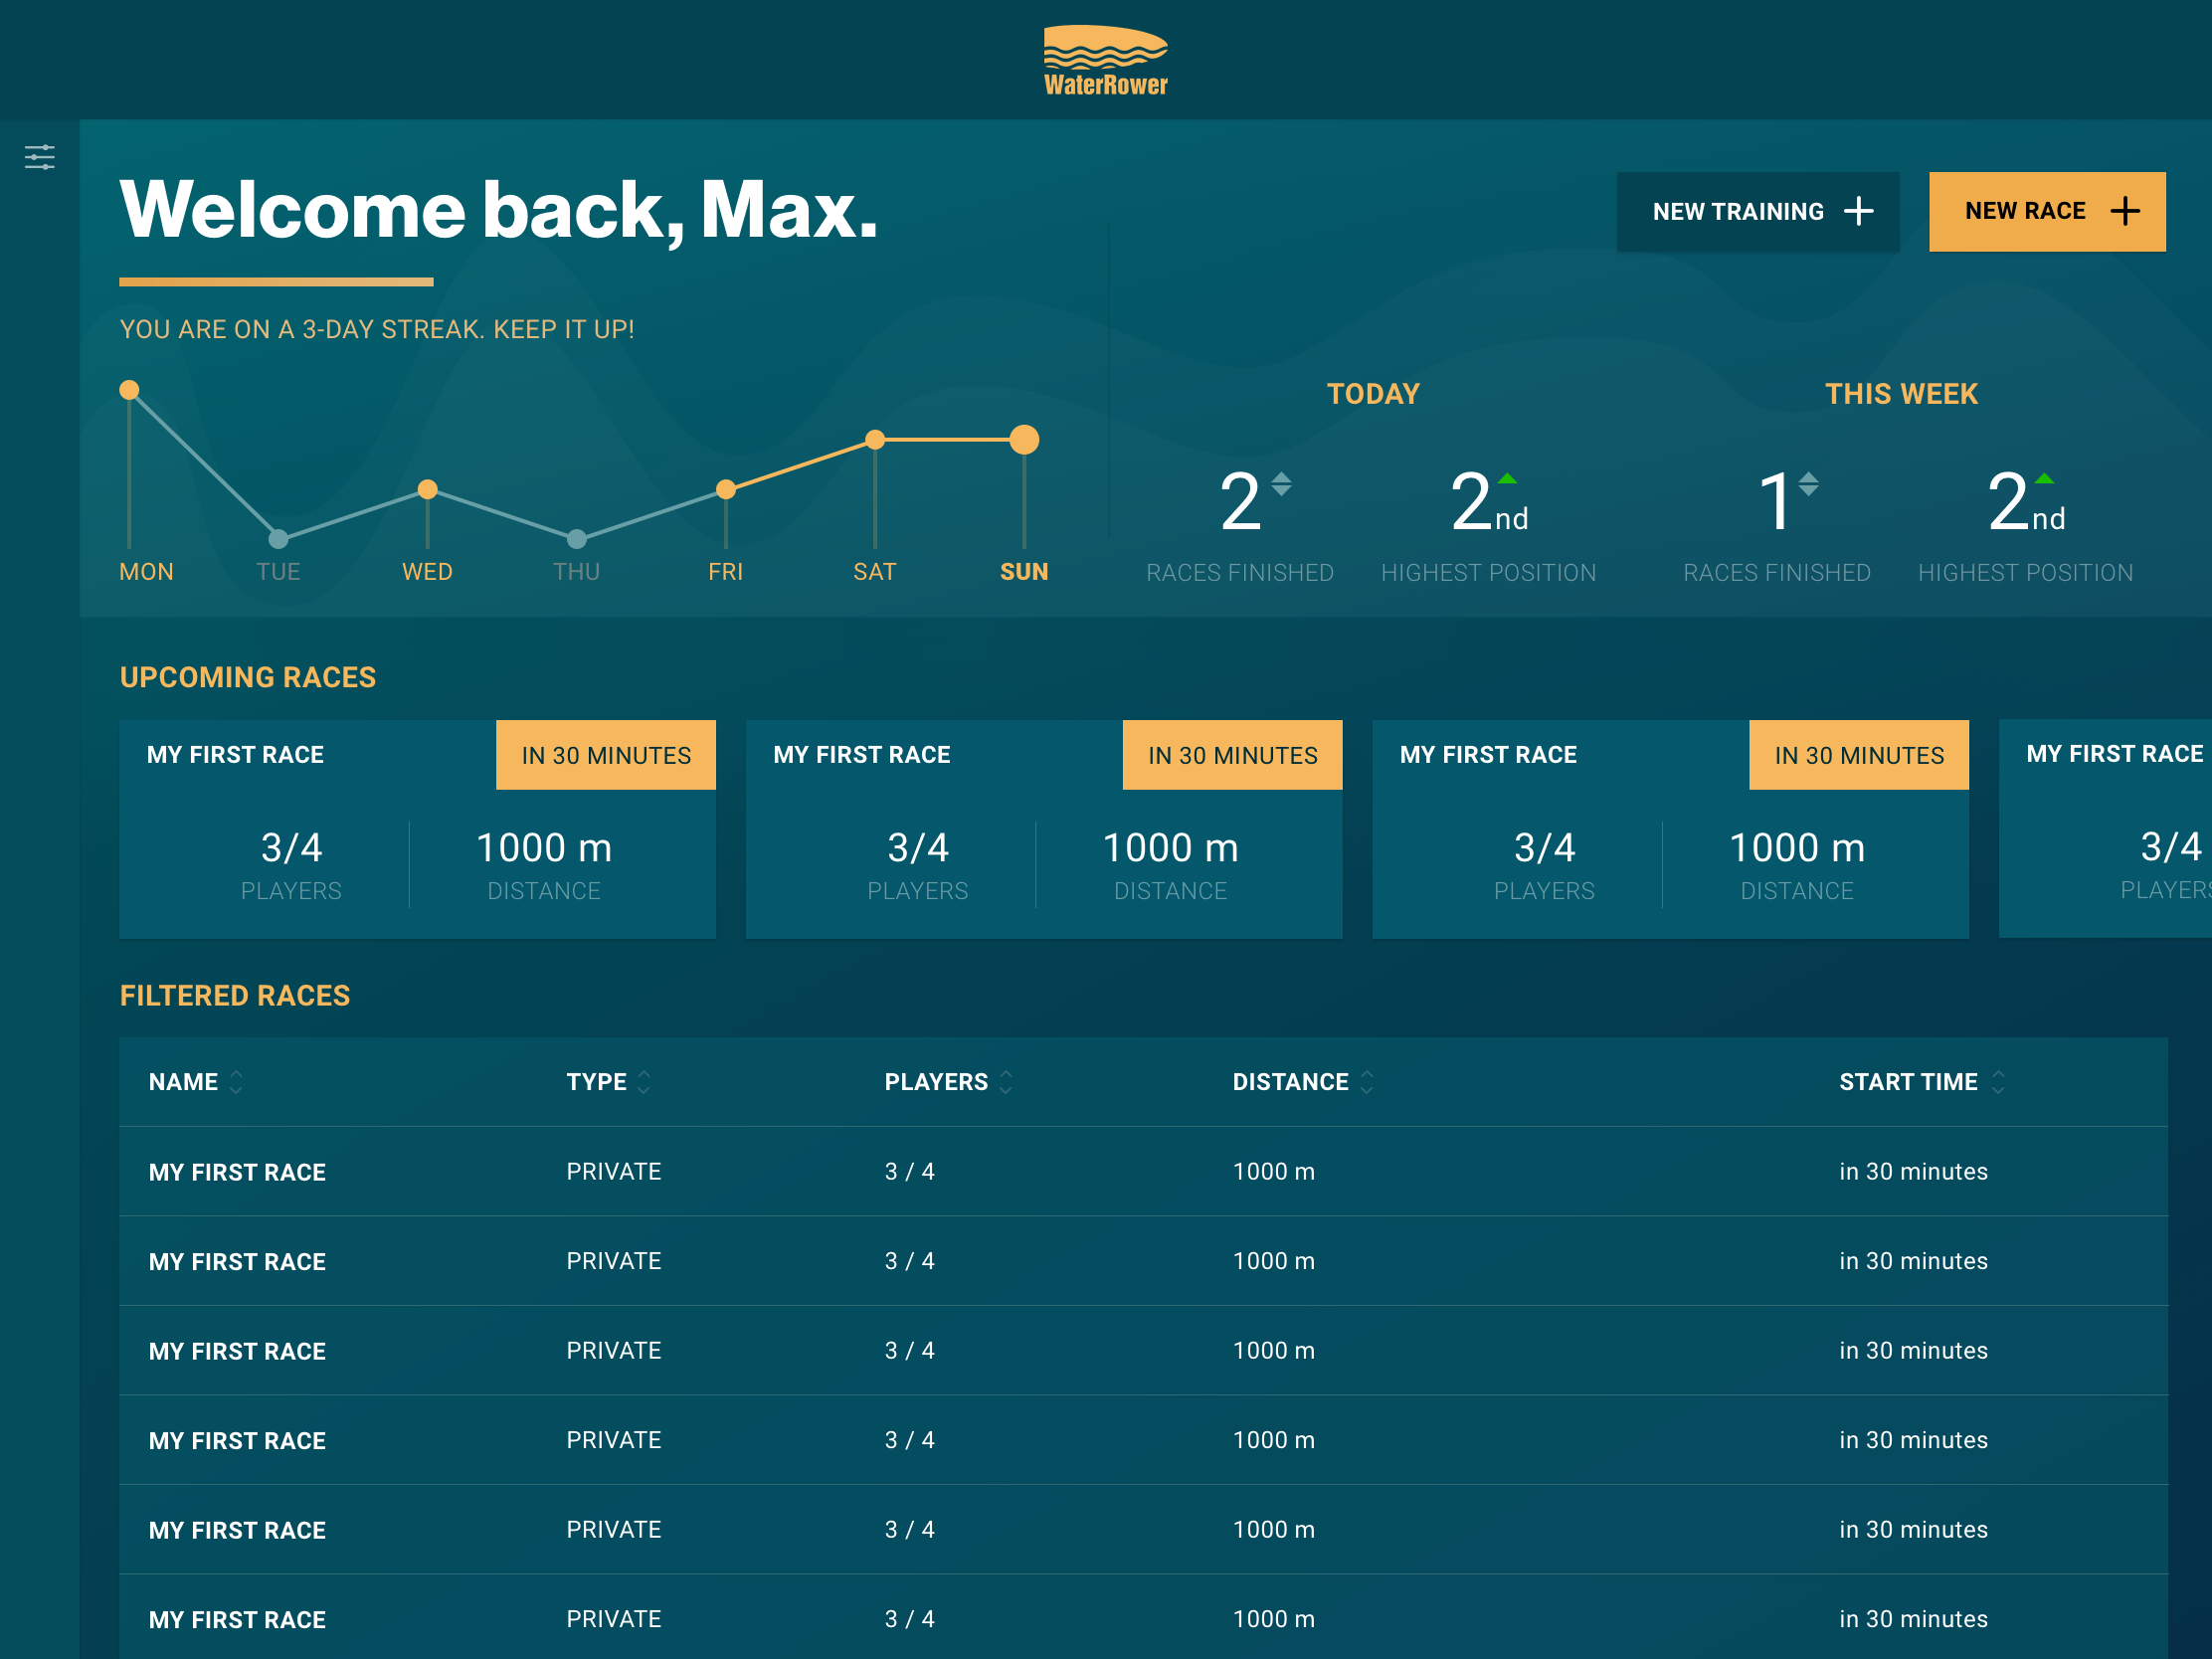 WaterRower
Welcome back, Max.
NEW TRAINING
NEW RACE
YOU ARE ON A 3-DAY STREAK. KEEP IT UP!
MON TUE WED THU FRI SAT SUN
TODAY
2 2nd
RACES FINISHED HIGHEST POSITION
THIS WEEK
1 2nd
RACES FINISHED HIGHEST POSITION
UPCOMING RACES
MY FIRST RACE IN 30 MINUTES
3/4 1000 m
PLAYERS DISTANCE
MY FIRST RACE IN 30 MINUTES
3/4 1000 m
PLAYERS DISTANCE
MY FIRST RACE IN 30 MINUTES
3/4 1000 m
PLAYERS DISTANCE
MY FIRST RACE
3/4
PLAYERS
FILTERED RACES
NAME TYPE PLAYERS DISTANCE START TIME
MY FIRST RACE PRIVATE 3 / 4 1000 m in 30 minutes
MY FIRST RACE PRIVATE 3 / 4 1000 m in 30 minutes
MY FIRST RACE PRIVATE 3 / 4 1000 m in 30 minutes
MY FIRST RACE PRIVATE 3 / 4 1000 m in 30 minutes
MY FIRST RACE PRIVATE 3 / 4 1000 m in 30 minutes
MY FIRST RACE PRIVATE 3 / 4 1000 m in 30 minutes